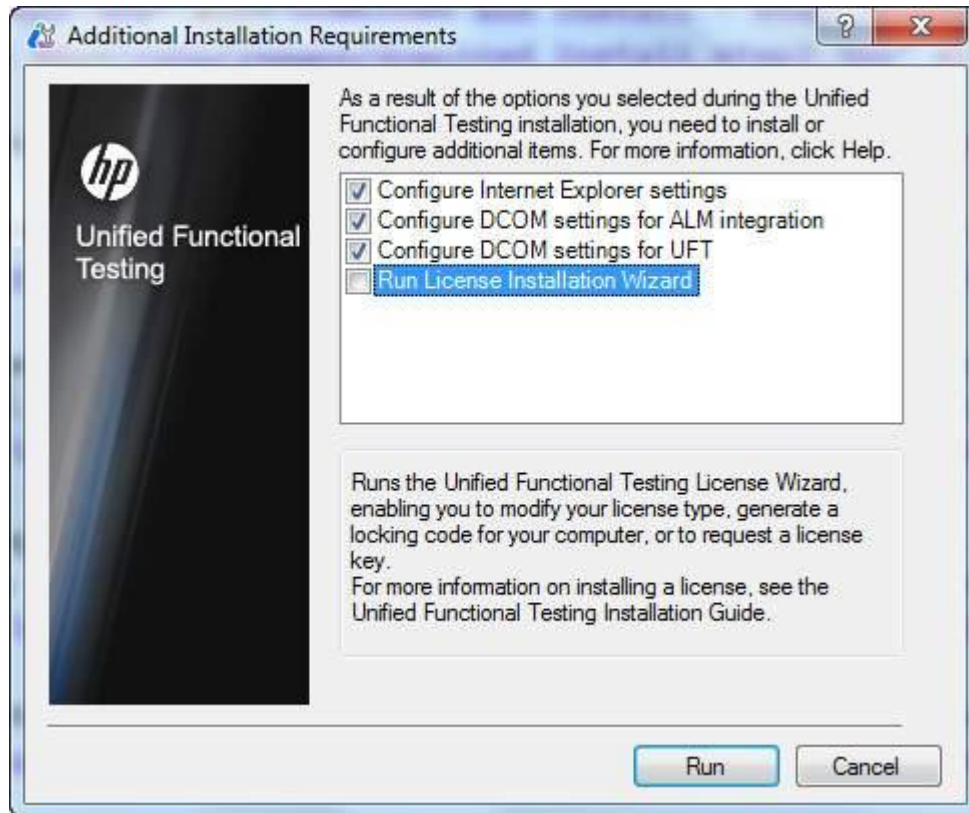 Additional Installation Requirements
?
X
hp
Unified Functional
Testing
As a result of the options you selected during the Unified
Functional Testing installation, you need to install or
configure additional items. For more information, click Help.
Configure Internet Explorer settings
Configure DCOM settings for ALM integration
Configure DCOM settings for UFT
Run License Installation Wizard
Runs the Unified Functional Testing License Wizard,
enabling you to modify your license type, generate a
locking code for your computer, or to request a license
key.
For more information on installing a license, see the
Unified Functional Testing Installation Guide.
Run
Cancel